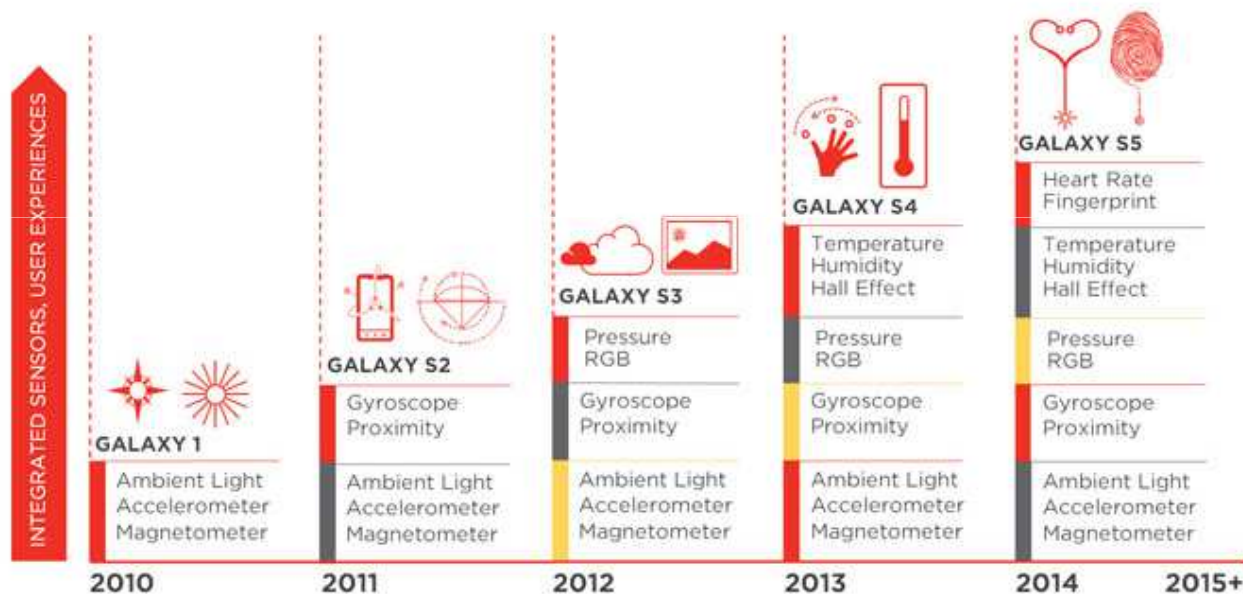 INTEGRATED SENSORS, USER EXPERIENCES
GALAXY 1
Ambient Light
Accelerometer
Magnetometer
2010
GALAXY S2
Gyroscope
Proximity
Ambient Light
Accelerometer
Magnetometer
2011
GALAXY S3
Pressure
RGB
Gyroscope
Proximity
Ambient Light
Accelerometer
Magnetometer
2012
GALAXY S4
Temperature
Humidity
Hall Effect
Pressure
RGB
Gyroscope
Proximity
Ambient Light
Accelerometer
Magnetometer
2013
GALAXY S5
Heart Rate
Fingerprint
Temperature
Humidity
Hall Effect
Pressure
RGB
Gyroscope
Proximity
Ambient Light
Accelerometer
Magnetometer
2014
2015+